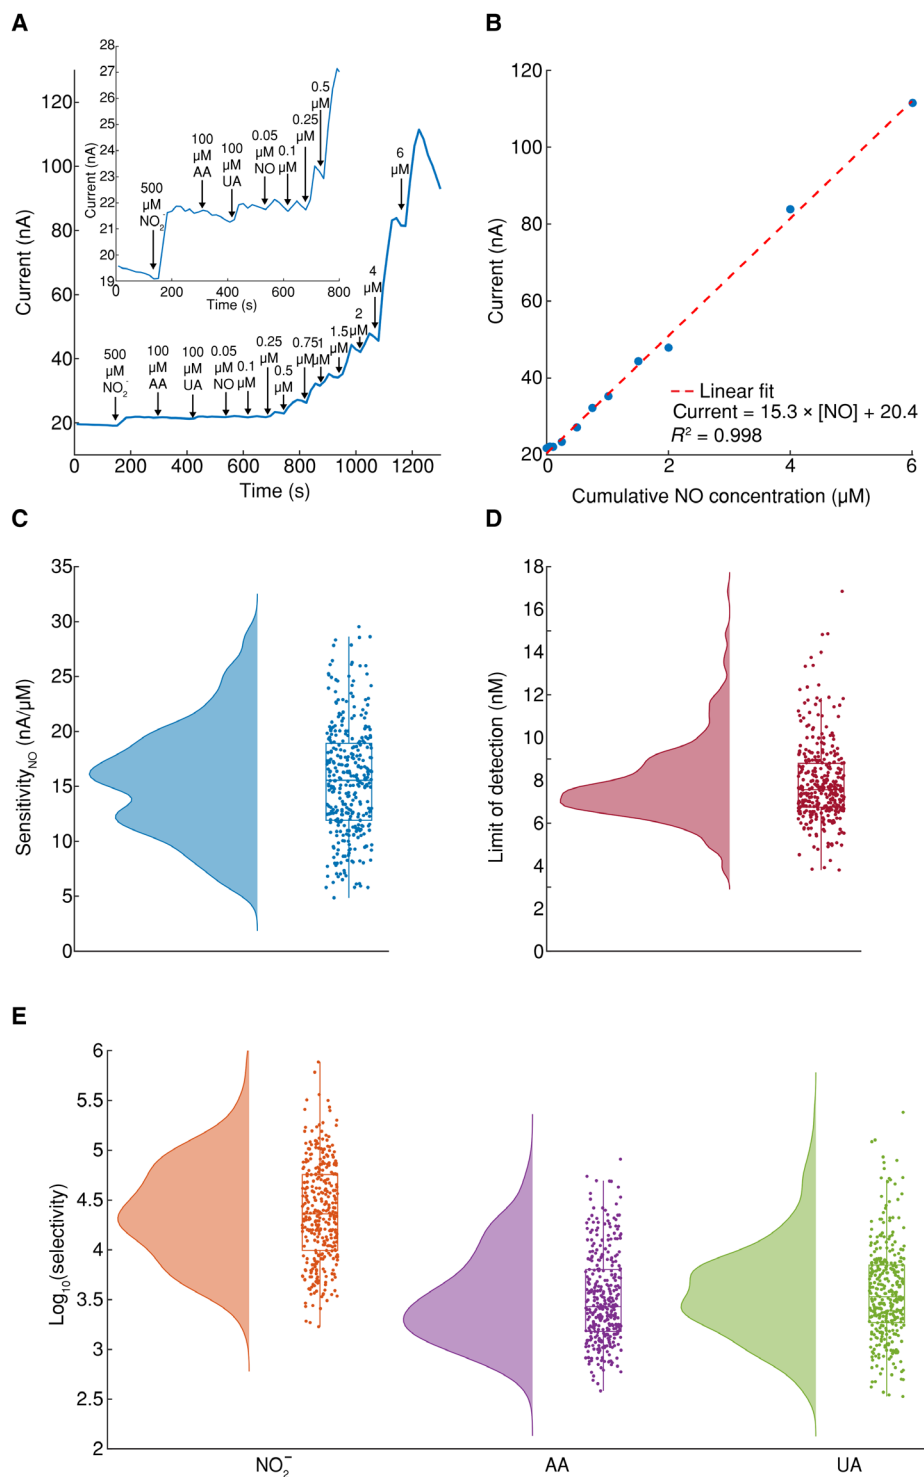 A
B
28
27
26
25
24
23
22
21
20
19
0
200
400
600
800
Current (nA)
Time (s)
500
µM
NO2-
100
µM
AA
100
µM
UA
0.05
µM
NO
0.1
µM
0.25
µM
0.5
µM
120
100
80
60
40
20
0
200
400
600
800
1000
1200
Current (nA)
Time (s)
500
µM
NO2-
100
µM
AA
100
µM
UA
0.05
µM
NO
0.1
µM
0.25
µM
0.5
µM
0.75
µM
1
µM
1.5
µM
2
µM
4
µM
6
µM
120
100
80
60
40
20
0
2
4
6
Current (nA)
Cumulative NO concentration (µM)
Linear fit
Current = 15.3 × [NO] + 20.4
R² = 0.998
C
D
35
30
25
20
15
10
5
0
Sensitivity_NO (nA/µM)
18
16
14
12
10
8
6
4
2
0
Limit of detection (nM)
E
6
5.5
5
4.5
4
3.5
3
2.5
2
Log₁₀(selectivity)
NO₂⁻
AA
UA